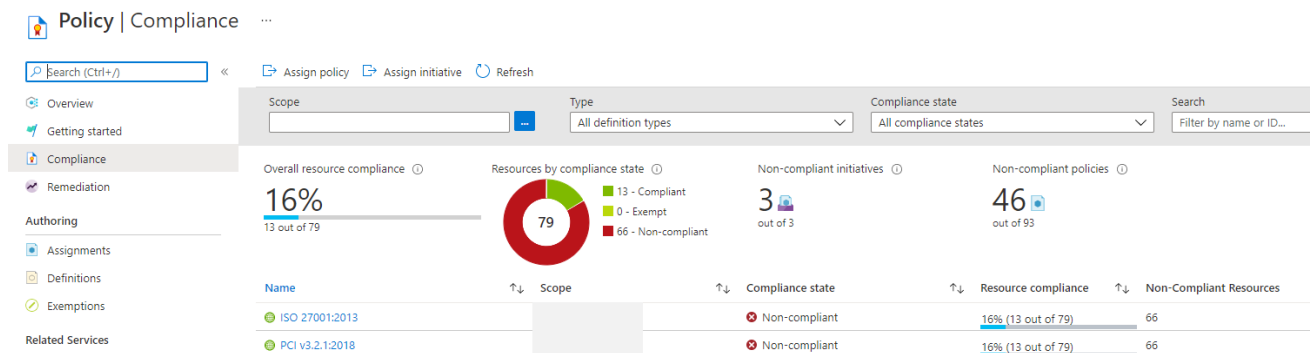 Policy | Compliance ...
Search (Ctrl+/)
«
Overview
Getting started
Compliance
Remediation
Authoring
Assignments
Definitions
Exemptions
Related Services
Assign policy Assign initiative Refresh
Scope Type Compliance state Search
... All definition types All compliance states Filter by name or ID...
Overall resource compliance
16%
13 out of 79
Resources by compliance state
79
13 - Compliant
0 - Exempt
66 - Non-compliant
Non-compliant initiatives
3
out of 3
Non-compliant policies
46
out of 93
Name Scope Compliance state Resource compliance Non-Compliant Resources
ISO 27001:2013 Non-compliant 16% (13 out of 79) 66
PCI v3.2.1:2018 Non-compliant 16% (13 out of 79) 66